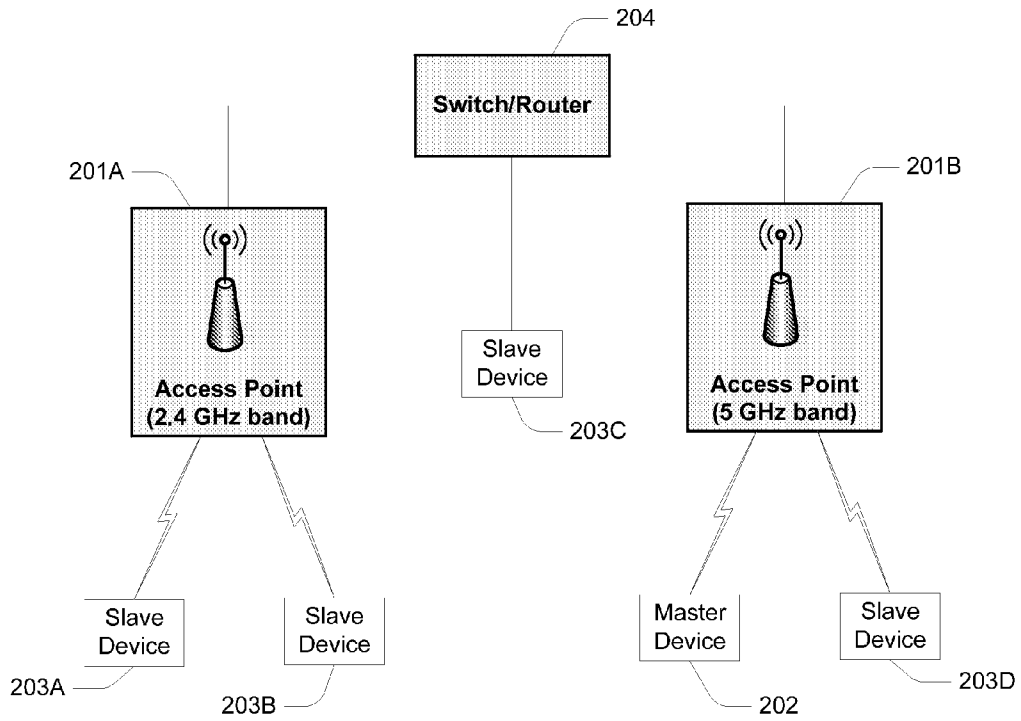 204
Switch/Router
201A
201B
Access Point
(2.4 GHz band)
Slave
Device
203C
Access Point
(5 GHz band)
Slave
Device
203A
Slave
Device
203B
Master
Device
202
Slave
Device
203D